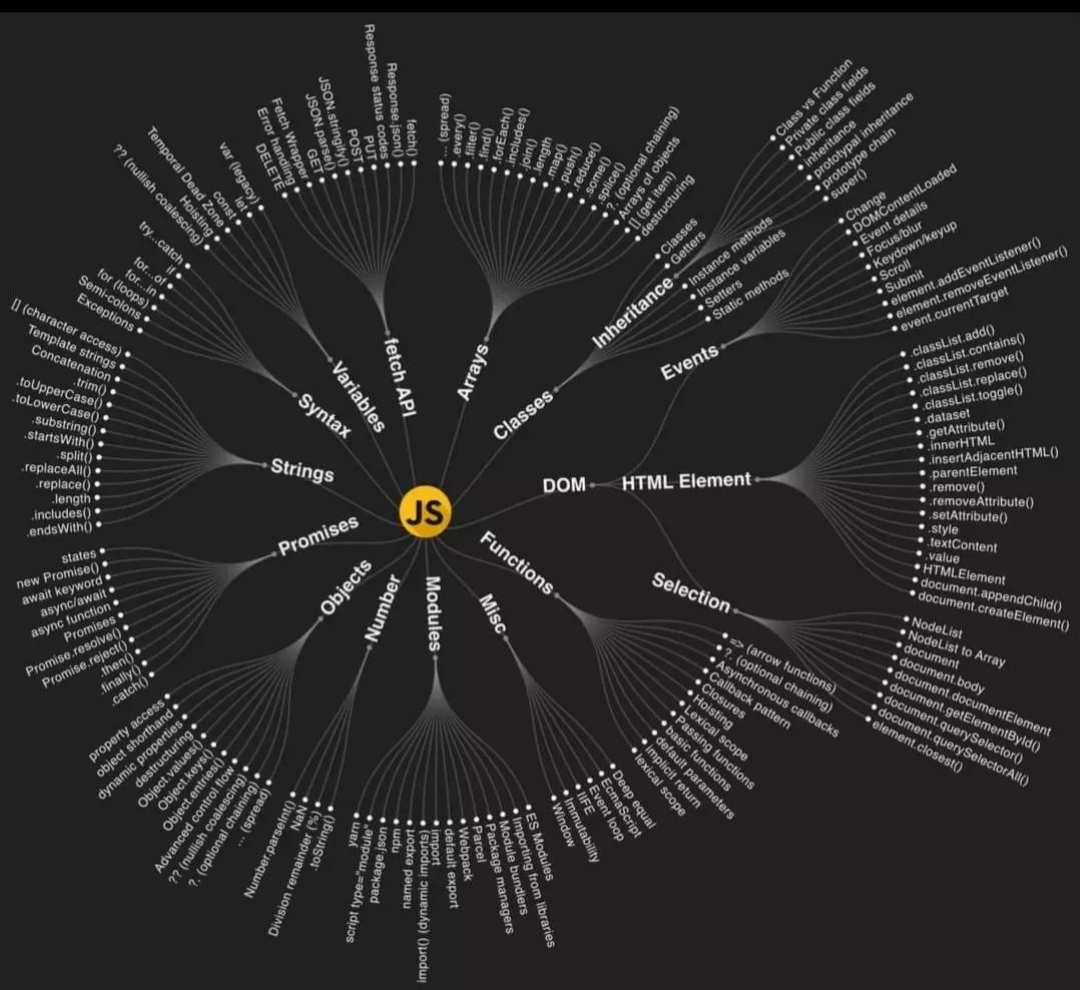 JS
fetch API
DELETE
Error handling
Fetch Wrapper
GET
JSON.parse()
JSON.stringify()
POST
PUT
Response status codes
Response.json()
fetch()
Arrays
... (spread)
.every()
.filter()
.find()
.forEach()
.includes()
.join()
.length
.map()
.push()
.reduce()
.some()
.splice()
?. (optional chaining)
Arrays of objects
[] (get item)
destructuring
Classes
Classes
Getters
Inheritance
Class vs Function
Private class fields
Public class fields
inheritance
prototypal inheritance
prototype chain
super()
Instance methods
Instance variables
Setters
Static methods
DOM
Events
Change
DOMContentLoaded
Event details
Focus/blur
Keydown/keyup
Scroll
Submit
element.addEventListener()
element.removeEventListener()
event.currentTarget
HTML Element
.classList.add()
.classList.contains()
.classList.remove()
.classList.replace()
.classList.toggle()
.dataset
.getAttribute()
.innerHTML
.insertAdjacentHTML()
.parentElement
.remove()
.removeAttribute()
.setAttribute()
.style
.textContent
.value
HTMLElement
document.appendChild()
document.createElement()
Selection
NodeList
NodeList to Array
document
document.body
document.documentElement
document.getElementById()
document.querySelector()
document.querySelectorAll()
element.closest()
Functions
=> (arrow functions)
?. (optional chaining)
Asynchronous callbacks
Callback pattern
Closures
Hoisting
Lexical scope
Passing functions
basic functions
default parameters
implicit return
lexical scope
Misc
Deep equal
EcmaScript
Event loop
IIFE
Immutability
Window
Modules
ES Modules
Importing from libraries
Module bundlers
Package managers
Parcel
Webpack
default export
import
import() (dynamic imports)
named export
npm
package.json
script type="module"
yarn
Number
.toString()
Division remainder (%)
NaN
Number.parseInt()
Objects
... (spread)
?. (optional chaining)
?? (nullish coalescing)
Advanced control flow
Object.entries()
Object.keys()
Object.values()
destructuring
dynamic properties
object shorthand
property access
Promises
.catch()
.finally()
.then()
Promise.reject()
Promise.resolve()
Promises
async function
async/await
await keyword
new Promise()
states
Strings
.endsWith()
.includes()
.length
.replace()
.replaceAll()
.split()
.startsWith()
.substring()
.toLowerCase()
.toUpperCase()
.trim()
Concatenation
Template strings
[] (character access)
Syntax
Exceptions
Semi-colons
for (loops)
for...in
for...of
if
try...catch
Variables
?? (nullish coalescing)
Hoisting
Temporal Dead Zone
const
let
var (legacy)